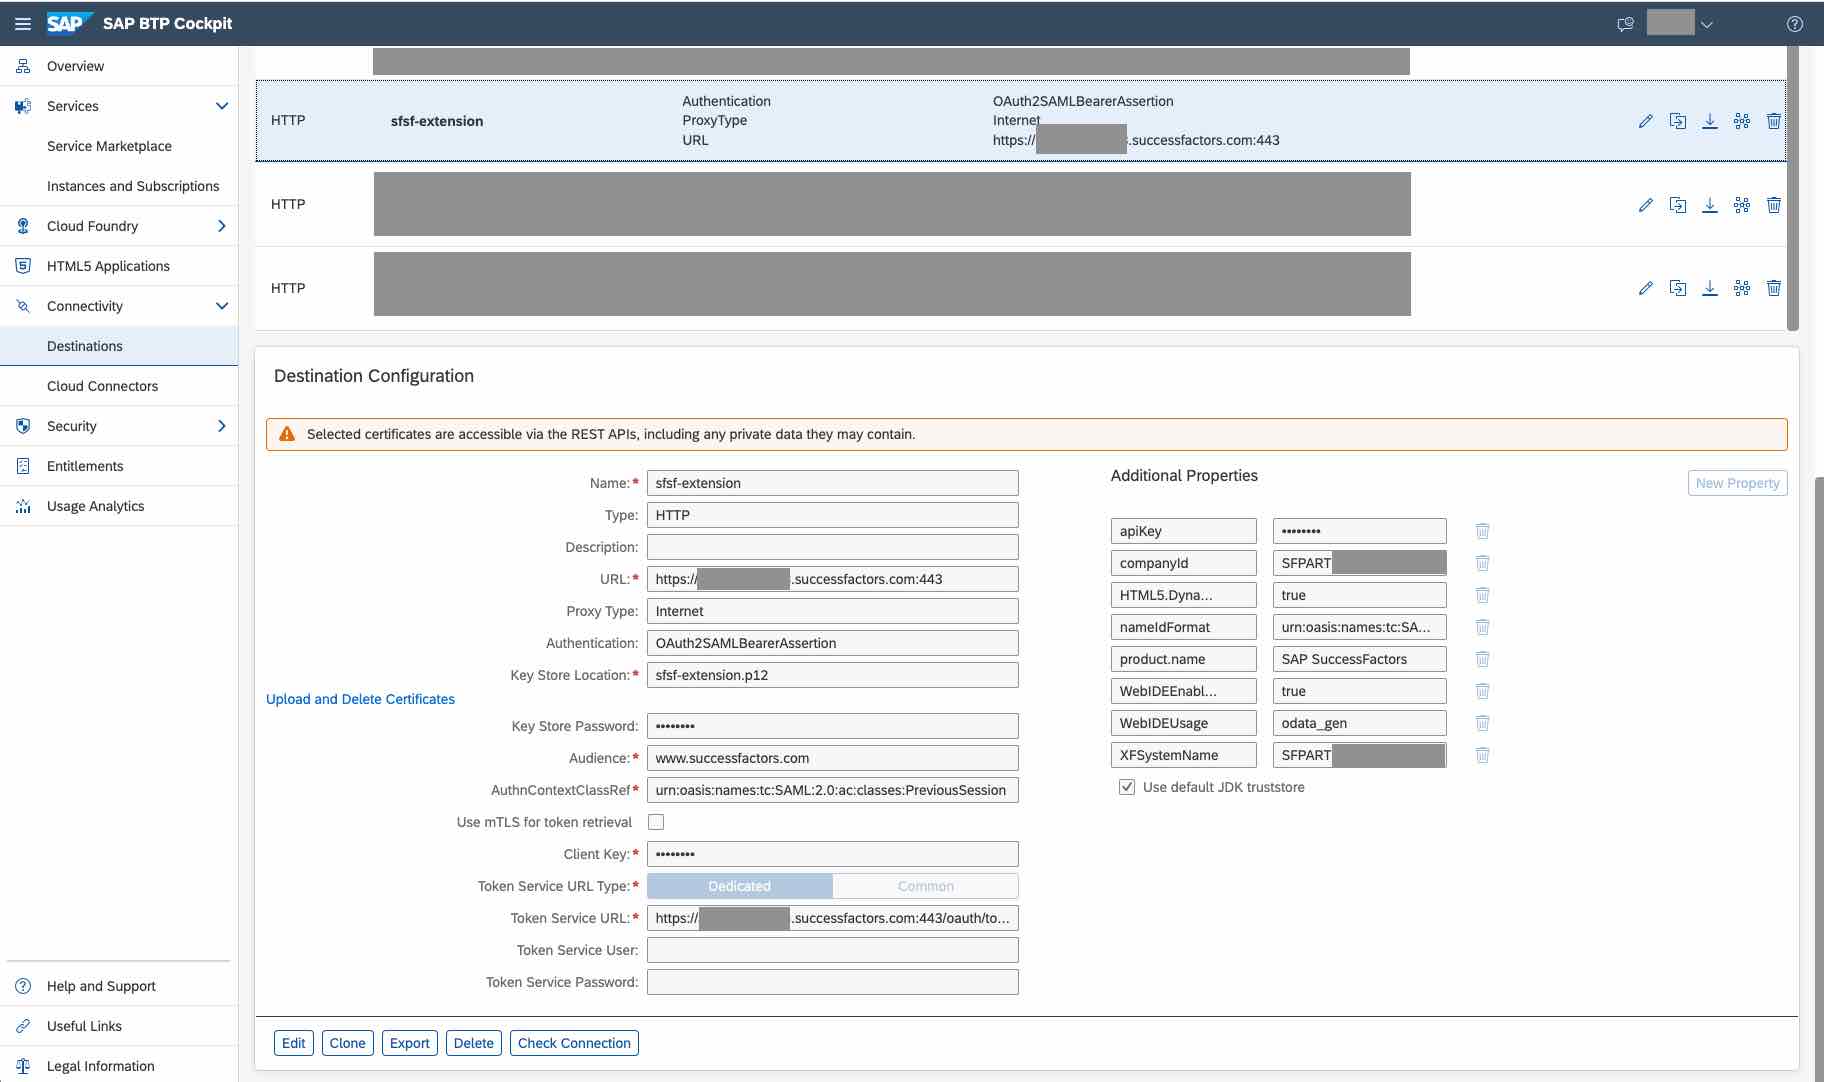 SAP SAP BTP Cockpit
Overview
Services
Service Marketplace
Instances and Subscriptions
Cloud Foundry
HTML5 Applications
Connectivity
Destinations
Cloud Connectors
Security
Entitlements
Usage Analytics
Help and Support
Useful Links
Legal Information
HTTP sfsf-extension
Authentication OAuth2SAMLBearerAssertion
ProxyType Internet
URL https:// .successfactors.com:443
HTTP
HTTP
Destination Configuration
Selected certificates are accessible via the REST APIs, including any private data they may contain.
Name:* sfsf-extension
Type: HTTP
Description:
URL:* https:// .successfactors.com:443
Proxy Type: Internet
Authentication: OAuth2SAMLBearerAssertion
Key Store Location:* sfsf-extension.p12
Upload and Delete Certificates
Key Store Password: ••••••••
Audience:* www.successfactors.com
AuthnContextClassRef* urn:oasis:names:tc:SAML:2.0:ac:classes:PreviousSession
Use mTLS for token retrieval
Client Key:* ••••••••
Token Service URL Type:* Dedicated Common
Token Service URL:* https:// .successfactors.com:443/oauth/to...
Token Service User:
Token Service Password:
Additional Properties
New Property
apiKey ••••••••
companyId SFPART
HTML5.Dyna... true
nameIdFormat urn:oasis:names:tc:SA...
product.name SAP SuccessFactors
WebIDEEnabl... true
WebIDEUsage odata_gen
XFSystemName SFPART
Use default JDK truststore
Edit Clone Export Delete Check Connection